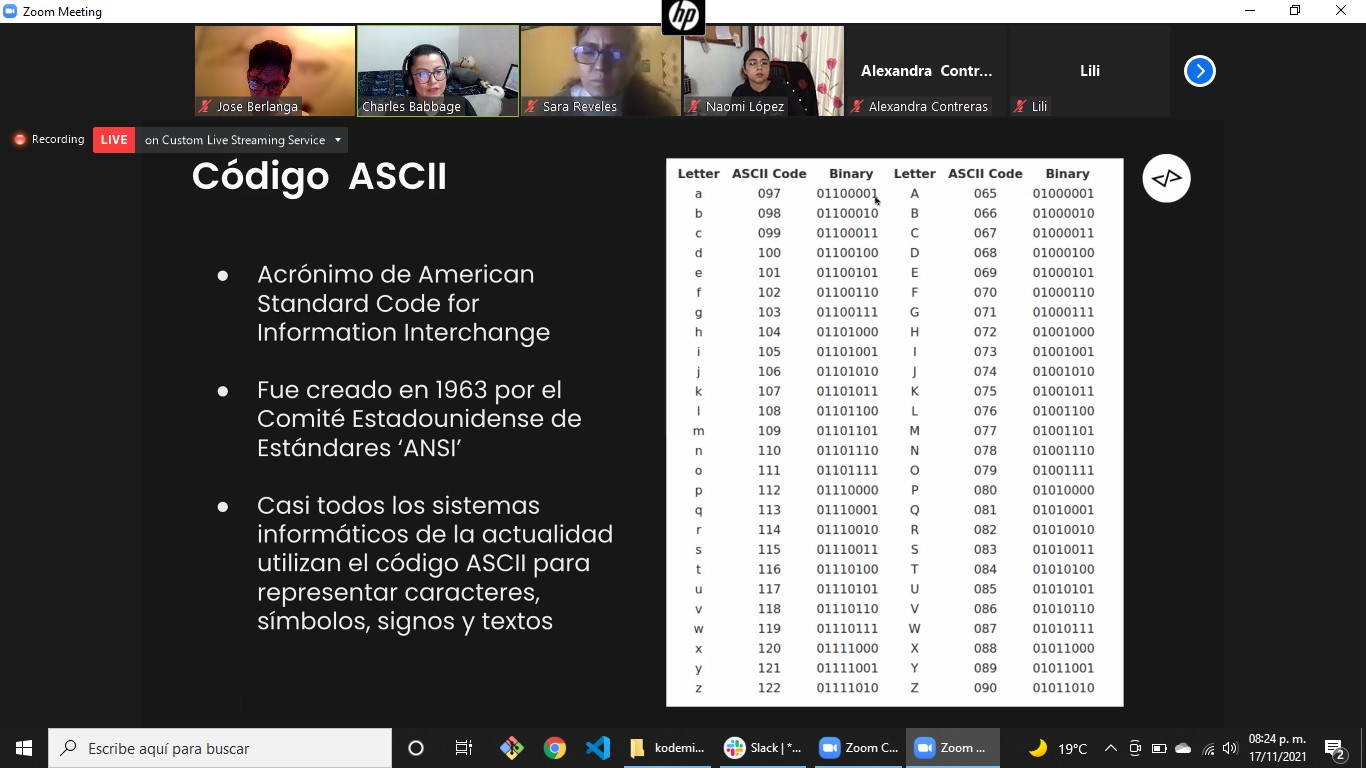 Zoom Meeting
hp
Jose Berlanga
Charles Babbage
Sara Reveles
Naomi López
Alexandra Contr...
Alexandra Contreras
Lili
Lili
Recording
LIVE
on Custom Live Streaming Service
Código ASCII
● Acrónimo de American
Standard Code for
Information Interchange
● Fue creado en 1963 por el
Comité Estadounidense de
Estándares ‘ANSI’
● Casi todos los sistemas
informáticos de la actualidad
utilizan el código ASCII para
representar caracteres,
símbolos, signos y textos
Letter ASCII Code Binary Letter ASCII Code Binary
a 097 01100001 A 065 01000001
b 098 01100010 B 066 01000010
c 099 01100011 C 067 01000011
d 100 01100100 D 068 01000100
e 101 01100101 E 069 01000101
f 102 01100110 F 070 01000110
g 103 01100111 G 071 01000111
h 104 01101000 H 072 01001000
i 105 01101001 I 073 01001001
j 106 01101010 J 074 01001010
k 107 01101011 K 075 01001011
l 108 01101100 L 076 01001100
m 109 01101101 M 077 01001101
n 110 01101110 N 078 01001110
o 111 01101111 O 079 01001111
p 112 01110000 P 080 01010000
q 113 01110001 Q 081 01010001
r 114 01110010 R 082 01010010
s 115 01110011 S 083 01010011
t 116 01110100 T 084 01010100
u 117 01110101 U 085 01010101
v 118 01110110 V 086 01010110
w 119 01110111 W 087 01010111
x 120 01111000 X 088 01011000
y 121 01111001 Y 089 01011001
z 122 01111010 Z 090 01011010
</>
Escribe aquí para buscar
kodemi...
Slack | *...
Zoom C...
Zoom ...
19°C
08:24 p. m.
17/11/2021
2